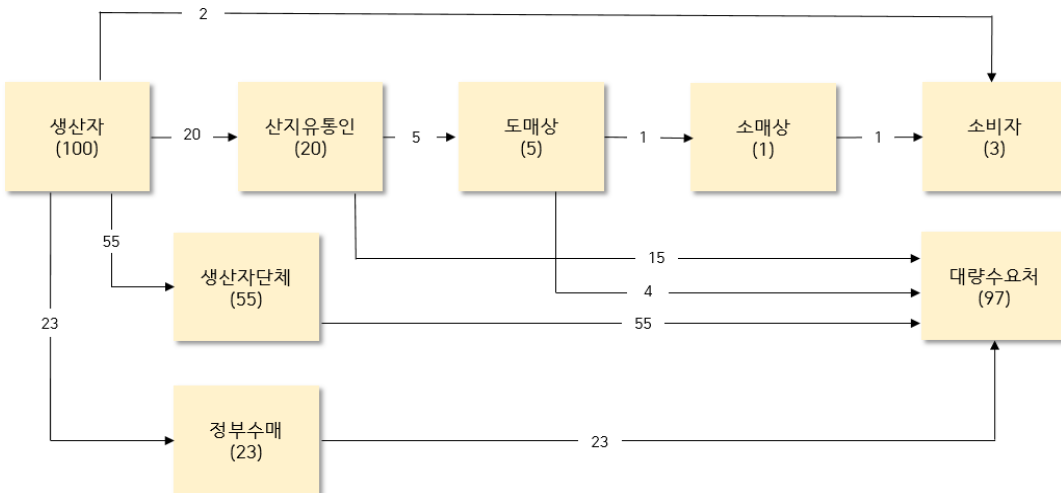 2
생산자
(100)
20
산지유통인
(20)
5
도매상
(5)
1
소매상
(1)
1
소비자
(3)
55
생산자단체
(55)
15
4
55
대량수요처
(97)
23
정부수매
(23)
23